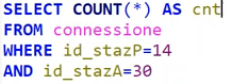 SELECT COUNT(*) AS cnt
FROM connessione
WHERE id_stazP=14
AND id_stazA=30